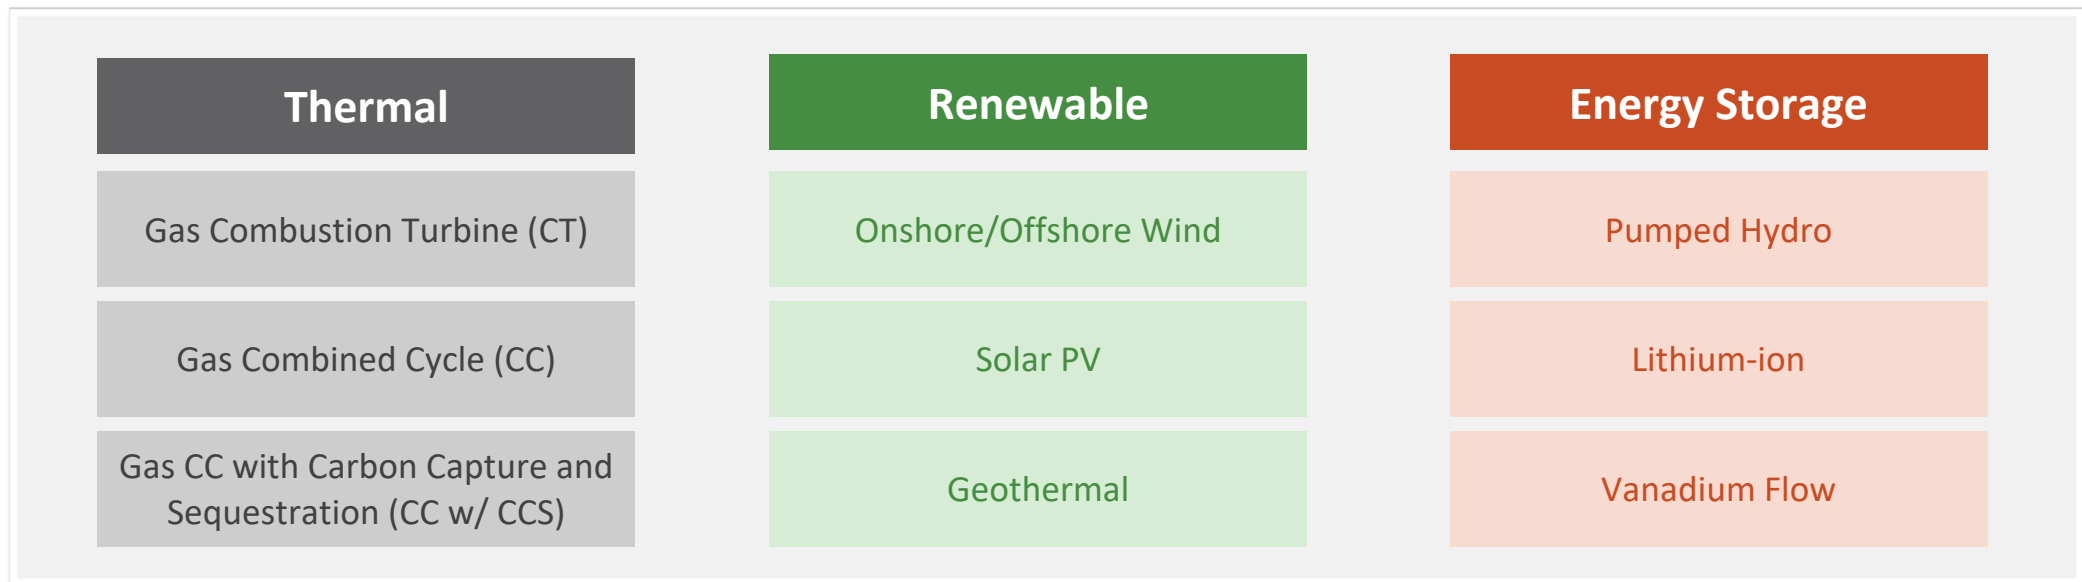 Thermal
Gas Combustion Turbine (CT)
Gas Combined Cycle (CC)
Gas CC with Carbon Capture and
Sequestration (CC w/ CCS)
Renewable
Onshore/Offshore Wind
Solar PV
Geothermal
Energy Storage
Pumped Hydro
Lithium-ion
Vanadium Flow